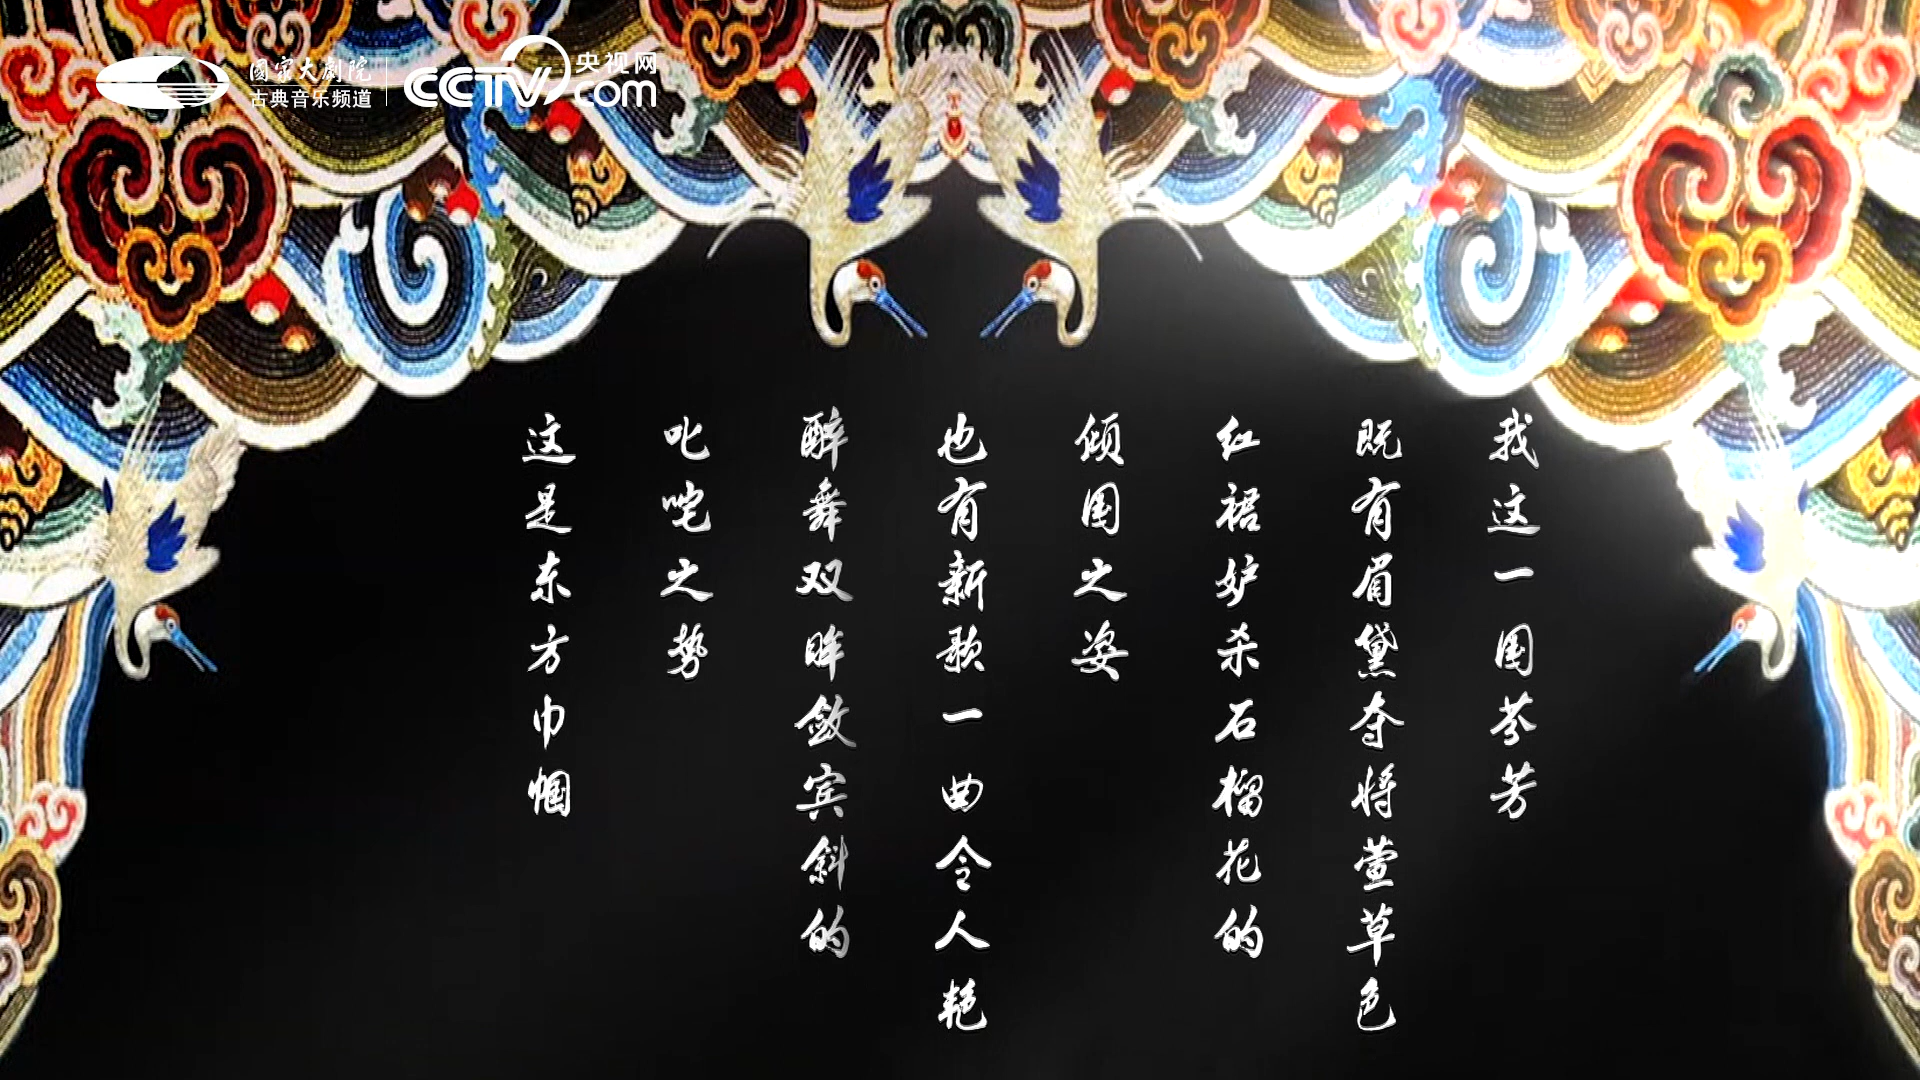 國家大劇院
古典音乐频道
CCTV.com
央视网
我这一国芬芳
既有眉黛夺将萱草色
红裙妒杀石榴花的
倾国之姿
也有新歌一曲令人艳
醉舞双眸敛宾斜的
叱咤之势
这是东方巾帼